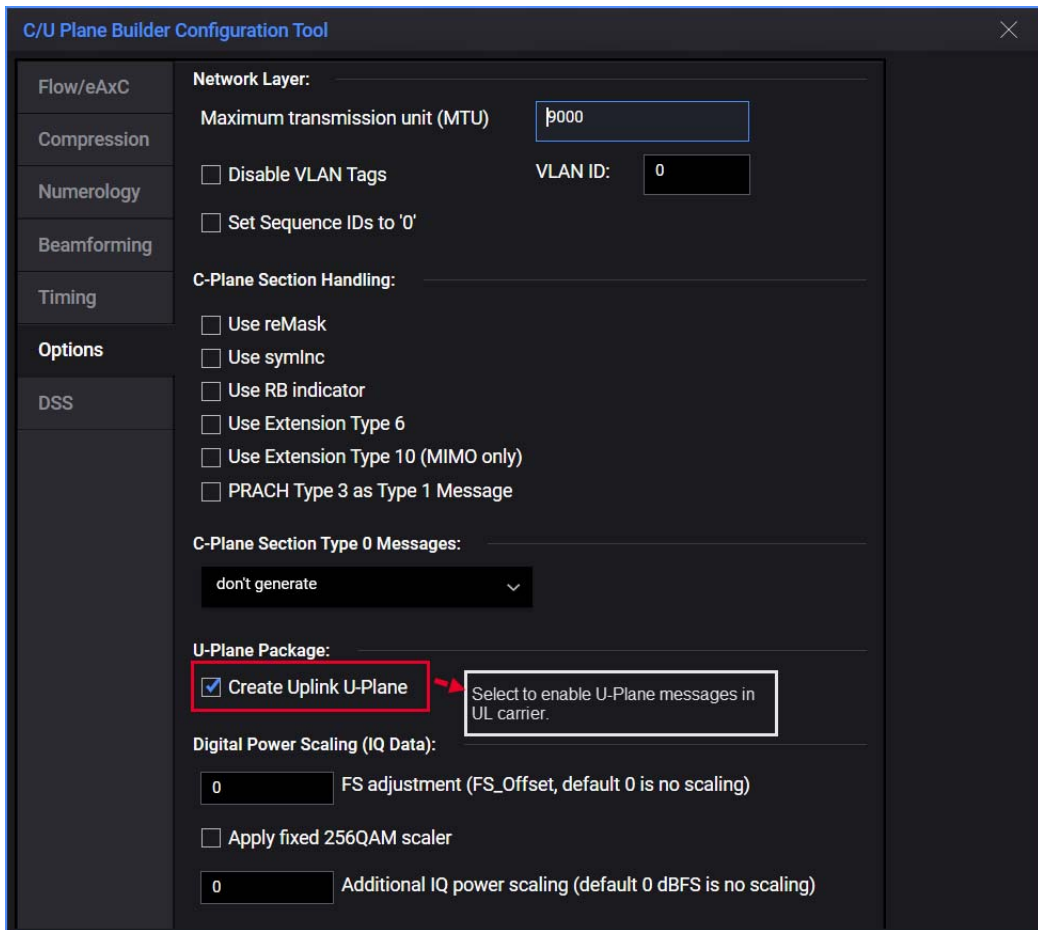 C/U Plane Builder Configuration Tool
Flow/eAxC
Compression
Numerology
Beamforming
Timing
Options
DSS
Network Layer:
Maximum transmission unit (MTU)
9000
Disable VLAN Tags
VLAN ID:
0
Set Sequence IDs to '0'
C-Plane Section Handling:
Use reMask
Use symInc
Use RB indicator
Use Extension Type 6
Use Extension Type 10 (MIMO only)
PRACH Type 3 as Type 1 Message
C-Plane Section Type 0 Messages:
don't generate
U-Plane Package:
Create Uplink U-Plane
Select to enable U-Plane messages in
UL carrier.
Digital Power Scaling (IQ Data):
0
FS adjustment (FS_Offset, default 0 is no scaling)
Apply fixed 256QAM scaler
0
Additional IQ power scaling (default 0 dBFS is no scaling)